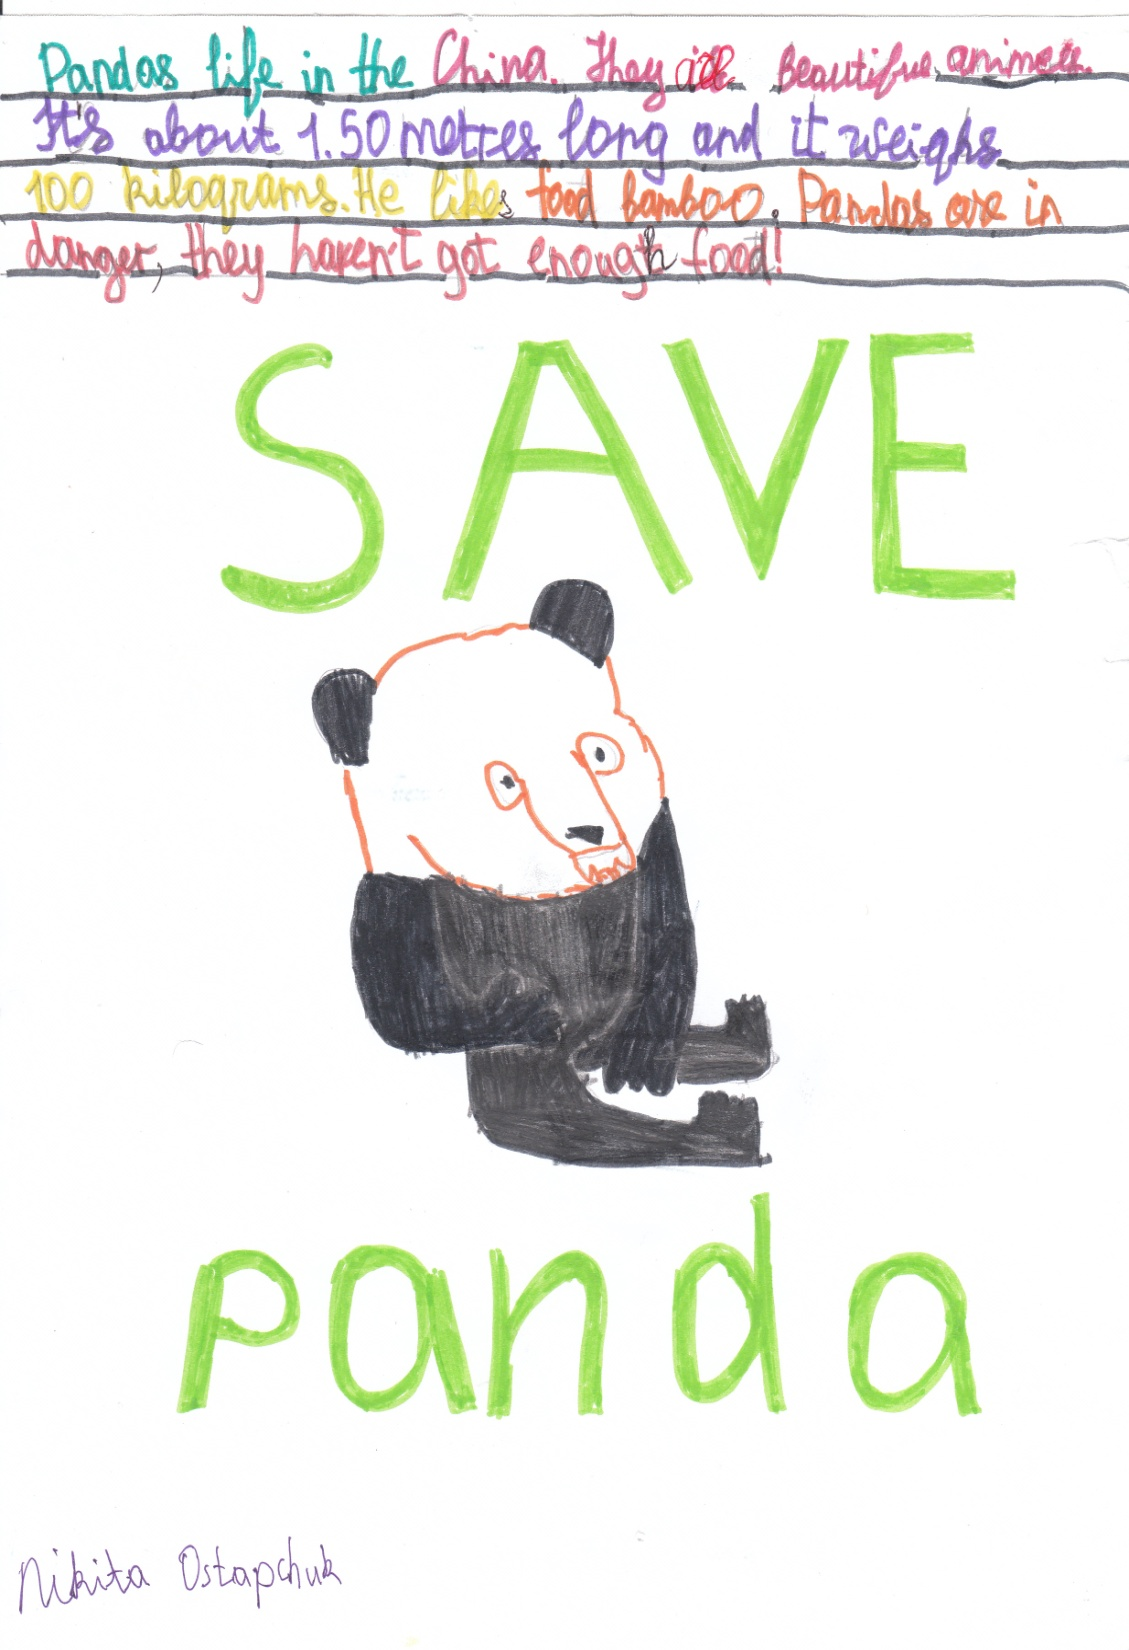 Pandas life in the China. They are beautiful animals.
It's about 1.50 metres long and it weighs
100 kilograms. He likes food bamboo. Pandas are in
danger, they haven't got enough food!
SAVE
panda
Nikita Ostapchuk